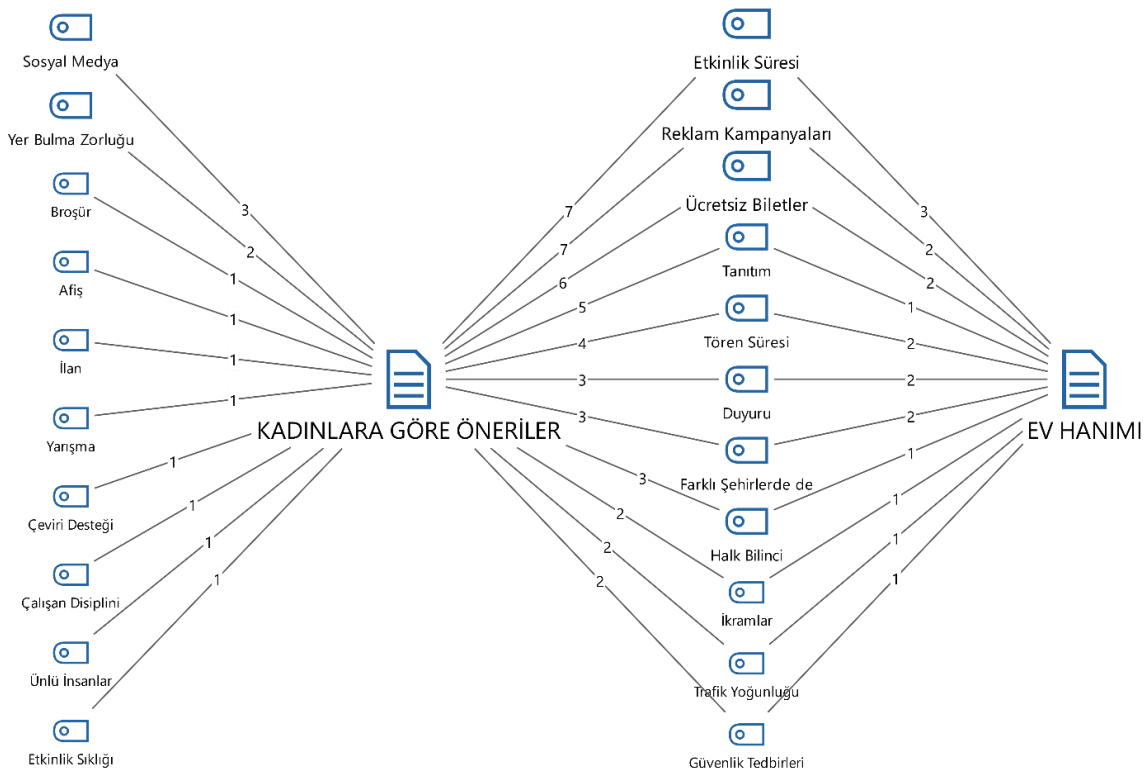 Sosyal Medya
Yer Bulma Zorluğu
Broşür
Afiş
İlan
Yarışma
Çeviri Desteği
Çalışan Disiplini
Ünlü İnsanlar
Etkinlik Sıklığı
3
2
1
1
1
1
1
1
1
1
KADINLARA GÖRE ÖNERİLER
7
7
6
5
4
3
3
3
2
2
2
Etkinlik Süresi
Reklam Kampanyaları
Ücretsiz Biletler
Tanıtım
Tören Süresi
Duyuru
Farklı Şehirlerde de
Halk Bilinci
İkramlar
Trafik Yoğunluğu
Güvenlik Tedbirleri
3
2
2
1
2
2
2
1
1
1
1
EV HANIMI